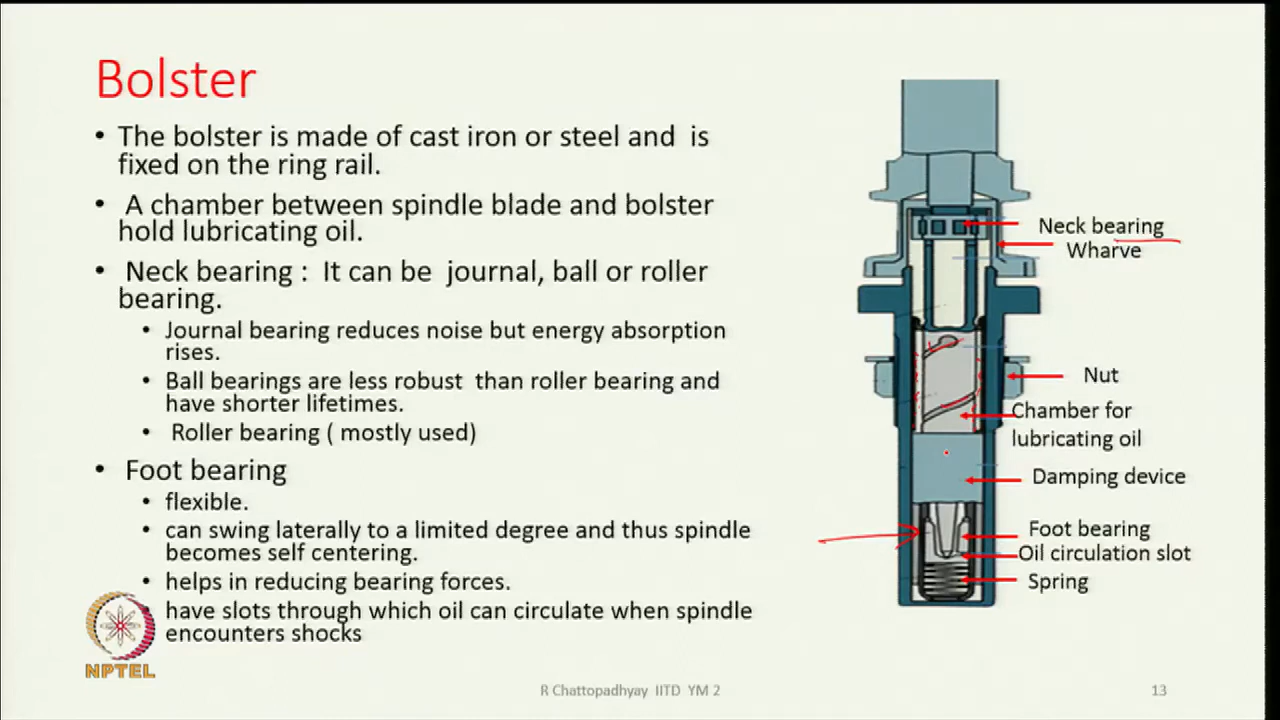 Bolster
• The bolster is made of cast iron or steel and is
fixed on the ring rail.
• A chamber between spindle blade and bolster
hold lubricating oil.
• Neck bearing : It can be journal, ball or roller
bearing.
• Journal bearing reduces noise but energy absorption
rises.
• Ball bearings are less robust than roller bearing and
have shorter lifetimes.
• Roller bearing ( mostly used)
• Foot bearing
• flexible.
• can swing laterally to a limited degree and thus spindle
becomes self centering.
• helps in reducing bearing forces.
• have slots through which oil can circulate when spindle
encounters shocks
Neck bearing
Wharve
Nut
Chamber for
lubricating oil
Damping device
Foot bearing
Oil circulation slot
Spring
NPTEL
R Chattopadhyay IITD YM 2
13